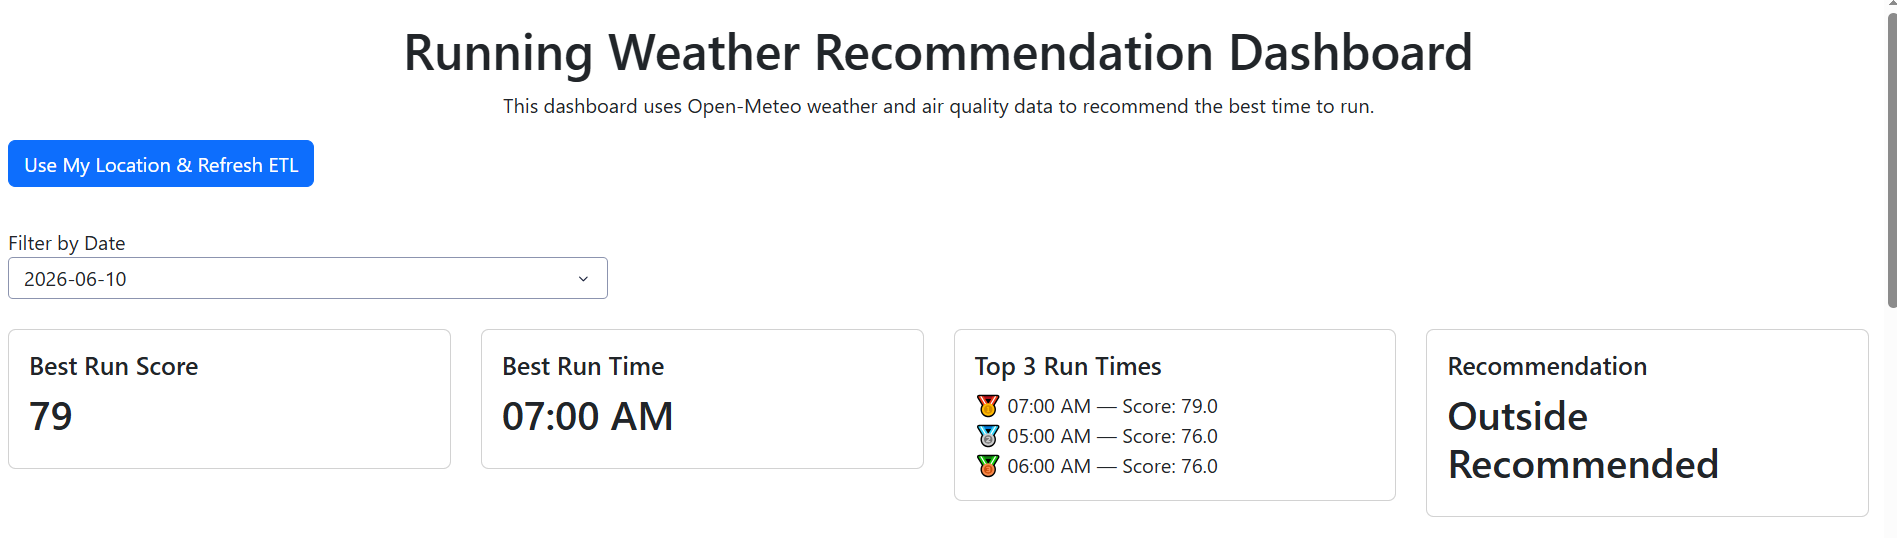 Running Weather Recommendation Dashboard
This dashboard uses Open-Meteo weather and air quality data to recommend the best time to run.
Use My Location & Refresh ETL
Filter by Date
2026-06-10
Best Run Score
79
Best Run Time
07:00 AM
Top 3 Run Times
🥇 07:00 AM — Score: 79.0
🥈 05:00 AM — Score: 76.0
🥉 06:00 AM — Score: 76.0
Recommendation
Outside
Recommended